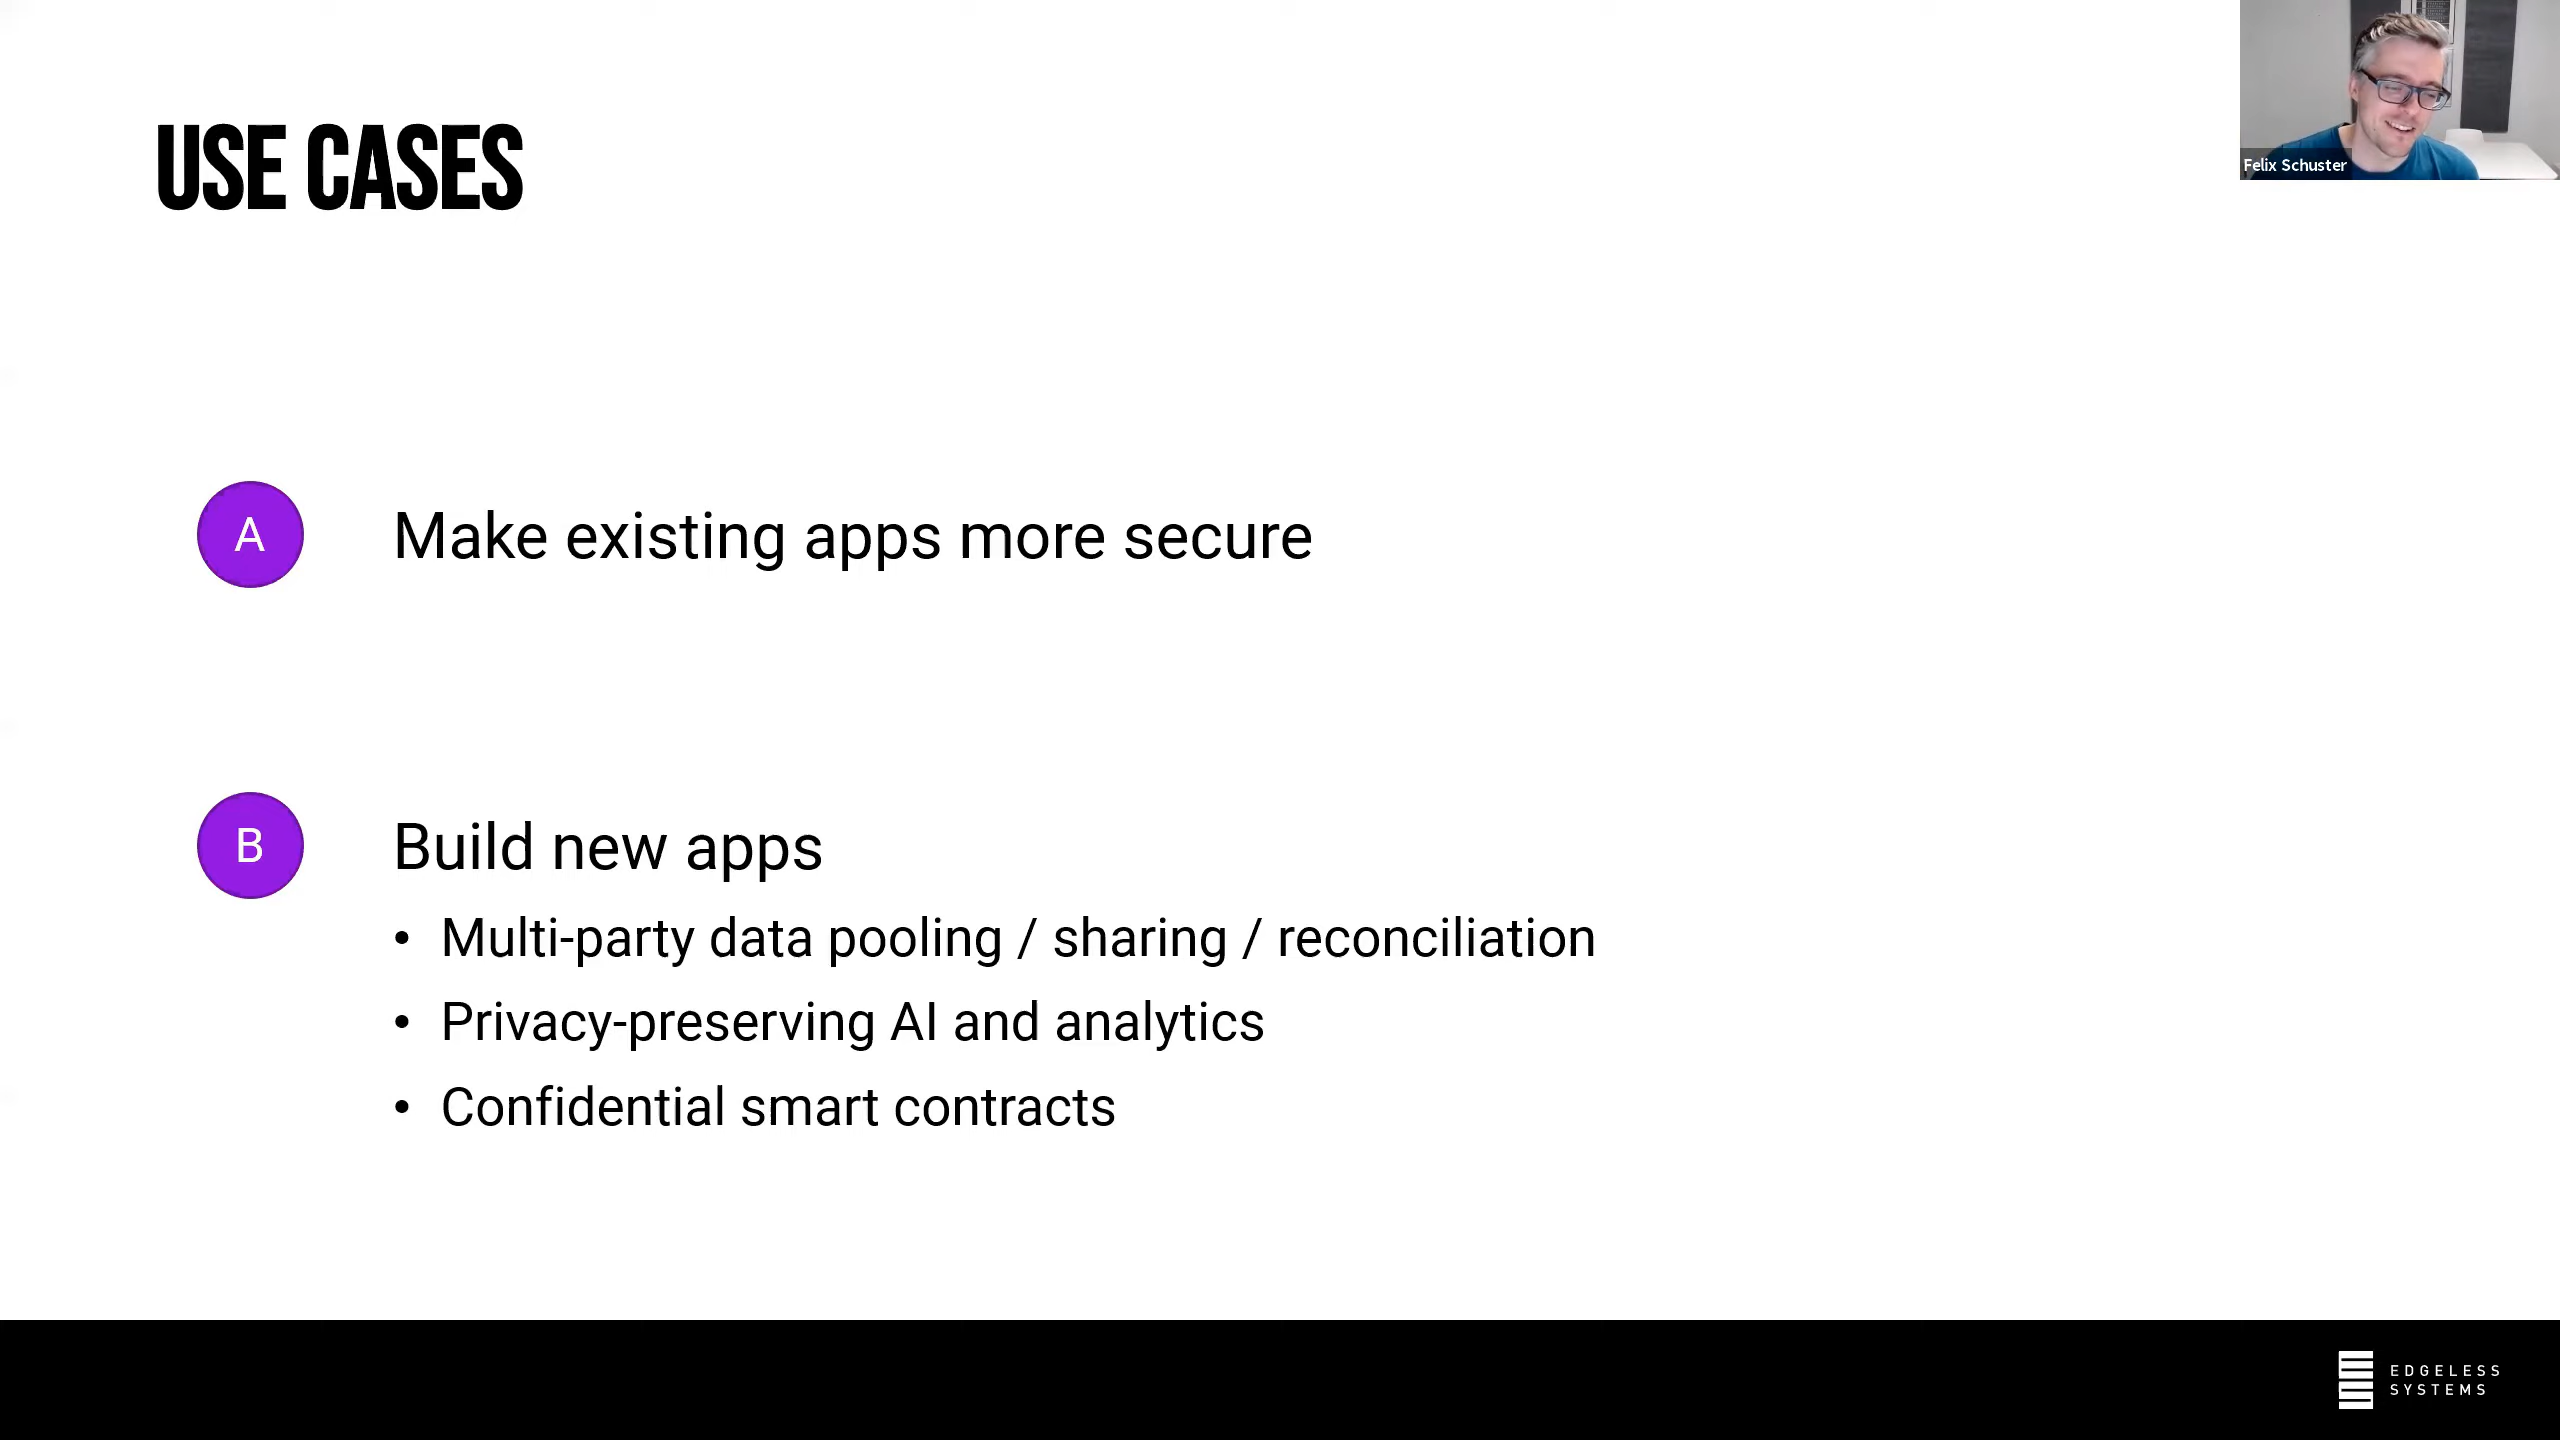 USE CASES
Felix Schuster
A
Make existing apps more secure
B
Build new apps
• Multi-party data pooling / sharing / reconciliation
• Privacy-preserving AI and analytics
• Confidential smart contracts
EDGELESS
SYSTEMS